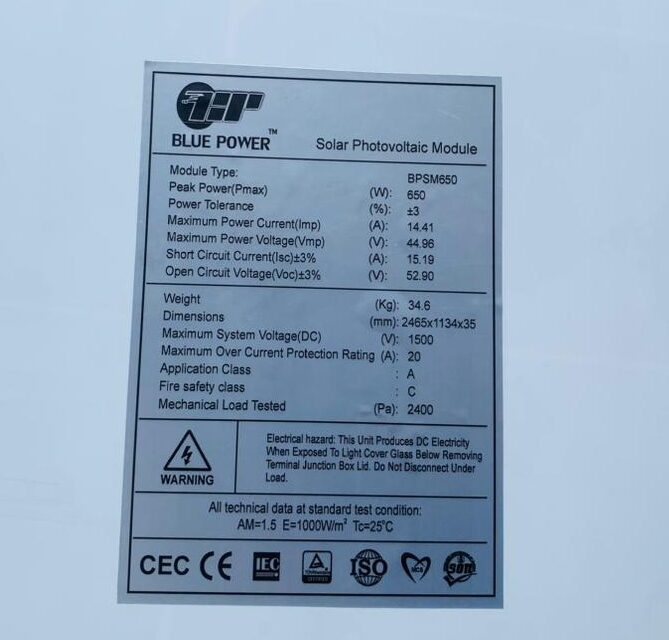 BLUE POWER™ Solar Photovoltaic Module
Module Type: BPSM650
Peak Power(Pmax) (W): 650
Power Tolerance (%): ±3
Maximum Power Current(Imp) (A): 14.41
Maximum Power Voltage(Vmp) (V): 44.96
Short Circuit Current(Isc)±3% (A): 15.19
Open Circuit Voltage(Voc)±3% (V): 52.90
Weight (Kg): 34.6
Dimensions (mm): 2465x1134x35
Maximum System Voltage(DC) (V): 1500
Maximum Over Current Protection Rating (A): 20
Application Class : A
Fire safety class : C
Mechanical Load Tested (Pa): 2400
WARNING
Electrical hazard: This Unit Produces DC Electricity
When Exposed To Light Cover Glass Below Removing
Terminal Junction Box Lid. Do Not Disconnect Under
Load.
All technical data at standard test condition:
AM=1.5 E=1000W/m² Tc=25°C
CEC CE IEC ISO MCS